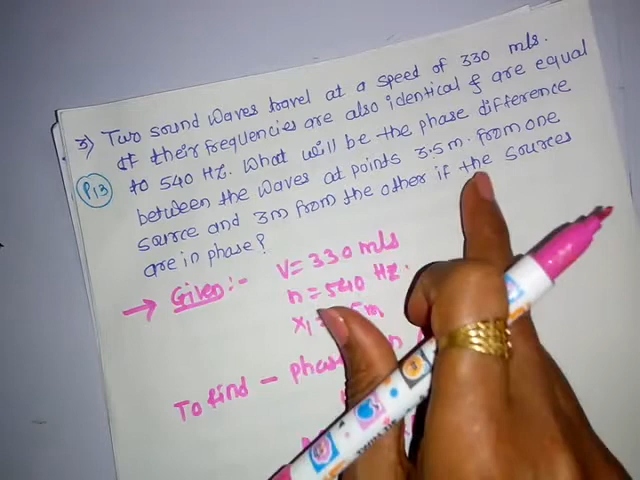 3) Two sound waves travel at a speed of 330 m/s.
If their frequencies are also identical & are equal
P13 to 540 Hz. What will be the phase difference
between the waves at points 3.5m. from one
source and 3m from the other if the sources
are in phase?
→ Given:- V=330 m/s
n=540 Hz.
To find -